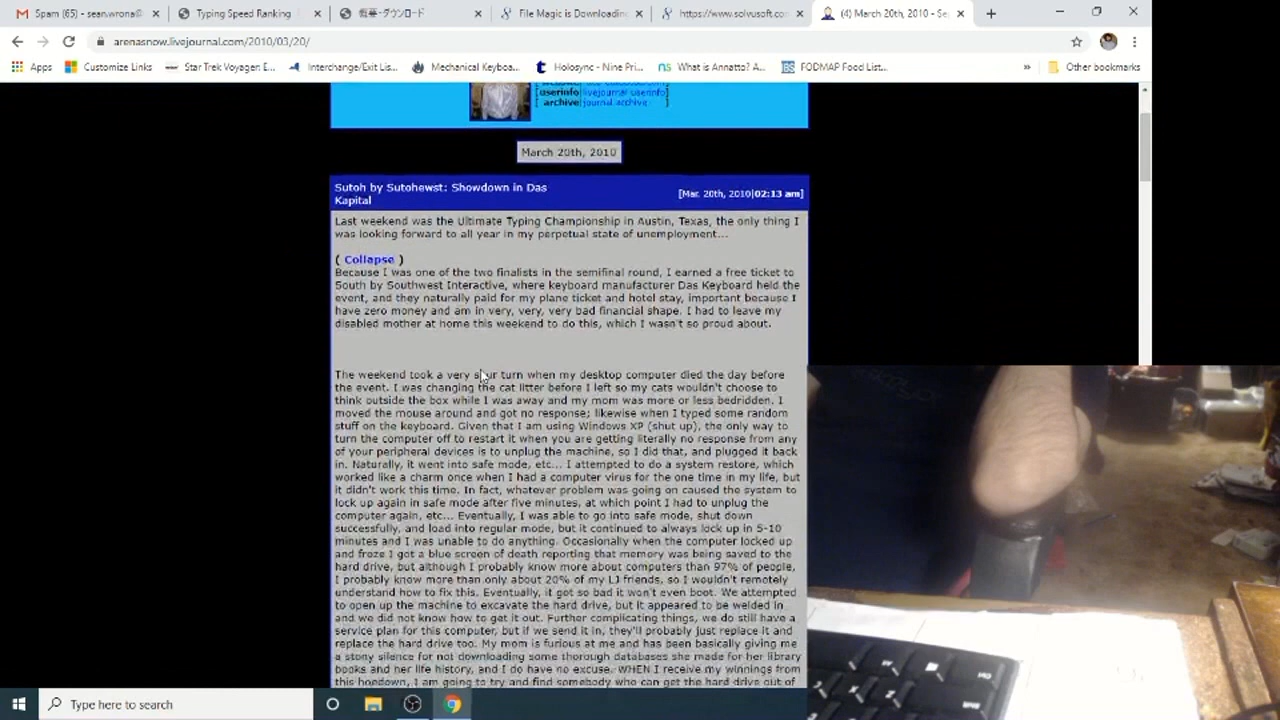 Spam (65) - sean.wrona@
Typing Speed Ranking
概要-ダウンロード
File Magic is Downloadin
https://www.solvusoft.co
(4) March 20th, 2010 - Se
arenasnow.livejournal.com/2010/03/20/
Apps
Customize Links
Star Trek Voyager: E...
Interchange/Exit Lis...
Mechanical Keyboa...
Holosync - Nine Pri...
What is Annatto? A...
FODMAP Food List...
Other bookmarks
[userinfo|livejournal userinfo]
[archive|journal archive]
March 20th, 2010
Sutoh by Sutohewst: Showdown in Das
Kapital
[Mar. 20th, 2010|02:13 am]
Last weekend was the Ultimate Typing Championship in Austin, Texas, the only thing I
was looking forward to all year in my perpetual state of unemployment...
( Collapse )
Because I was one of the two finalists in the semifinal round, I earned a free ticket to
South by Southwest Interactive, where keyboard manufacturer Das Keyboard held the
event, and they naturally paid for my plane ticket and hotel stay, important because I
have zero money and am in very, very, very bad financial shape. I had to leave my
disabled mother at home this weekend to do this, which I wasn't so proud about.
The weekend took a very sour turn when my desktop computer died the day before
the event. I was changing the cat litter before I left so my cats wouldn't choose to
think outside the box while I was away and my mom was more or less bedridden. I
moved the mouse around and got no response; likewise when I typed some random
stuff on the keyboard. Given that I am using Windows XP (shut up), the only way to
turn the computer off to restart it when you are getting literally no response from any
of your peripheral devices is to unplug the machine, so I did that, and plugged it back
in. Naturally, it went into safe mode, etc... I attempted to do a system restore, which
worked like a charm once when I had a computer virus for the one time in my life, but
it didn't work this time. In fact, whatever problem was going on caused the system to
lock up again in safe mode after five minutes, at which point I had to unplug the
computer again, etc... Eventually, I was able to go into safe mode, shut down
successfully, and load into regular mode, but it continued to always lock up in 5-10
minutes and I was unable to do anything. Occasionally when the computer locked up
and froze I got a blue screen of death reporting that memory was being saved to the
hard drive, but although I probably know more about computers than 97% of people,
I probably know more than only about 20% of my LJ friends, so I wouldn't remotely
understand how to fix this. Eventually, it got so bad it won't even boot. We attempted
to open up the machine to excavate the hard drive, but it appeared to be welded in
and we did not know how to get it out. Further complicating things, we do still have a
service plan for this computer, but if we send it in, they'll probably just replace it and
replace the hard drive too. My mom is furious at me and has been basically giving me
a stony silence for not downloading some thorough databases she made for her library
books and her life history, and I do have no excuse. WHEN I receive my winnings from
this hoedown, I am going to try and find somebody who can get the hard drive out of
Type here to search